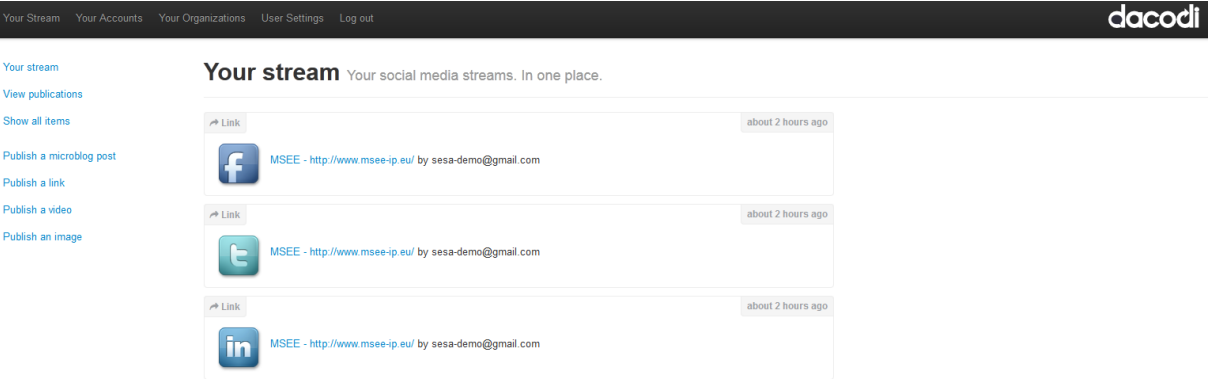 Your Stream Your Accounts Your Organizations User Settings Log out dacodi
Your stream
View publications
Show all items
Publish a microblog post
Publish a link
Publish a video
Publish an image
Your stream Your social media streams. In one place.
Link about 2 hours ago
f
MSEE - http://www.msee-ip.eu/ by sesa-demo@gmail.com
Link about 2 hours ago
t
MSEE - http://www.msee-ip.eu/ by sesa-demo@gmail.com
Link about 2 hours ago
in
MSEE - http://www.msee-ip.eu/ by sesa-demo@gmail.com